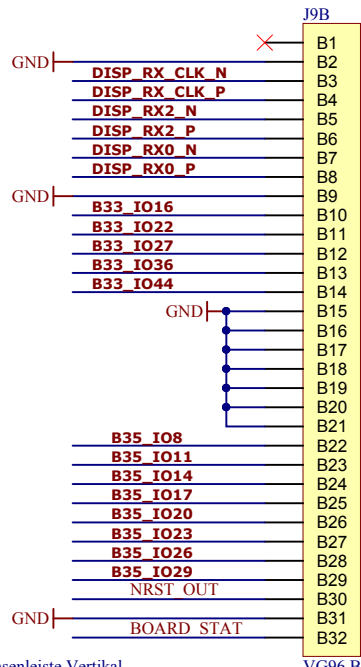 J9B
B1
GND B2
DISP_RX_CLK_N B3
DISP_RX_CLK_P B4
DISP_RX2_N B5
DISP_RX2_P B6
DISP_RX0_N B7
DISP_RX0_P B8
GND B9
B33_IO16 B10
B33_IO22 B11
B33_IO27 B12
B33_IO36 B13
B33_IO44 B14
GND B15
B16
B17
B18
B19
B20
B21
B35_IO8 B22
B35_IO11 B23
B35_IO14 B24
B35_IO17 B25
B35_IO20 B26
B35_IO23 B27
B35_IO26 B28
B35_IO29 B29
NRST_OUT B30
GND B31
BOARD_STAT B32
senleiste Vertikal VG96 B